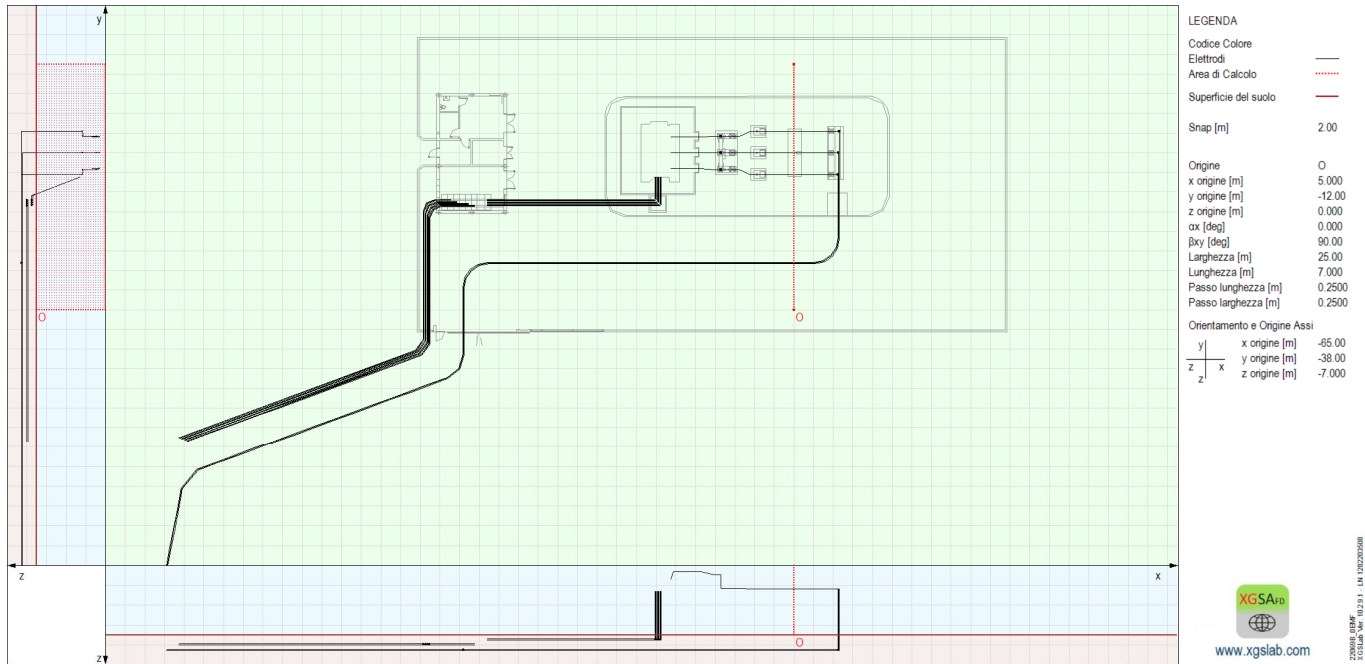 y
LEGENDA
Codice Colore
Elettrodi
Area di Calcolo
Superficie del suolo
Snap [m] 2.00
Origine O
x origine [m] 5.000
y origine [m] -12.00
z origine [m] 0.000
αx [deg] 0.000
βxy [deg] 90.00
Larghezza [m] 25.00
Lunghezza [m] 7.000
Passo lunghezza [m] 0.2500
Passo larghezza [m] 0.2500
O
O
Orientamento e Origine Assi
y x origine [m] -65.00
z x y origine [m] -38.00
z z origine [m] -7.000
z
x
O
z
XGSA FD
www.xgslab.com